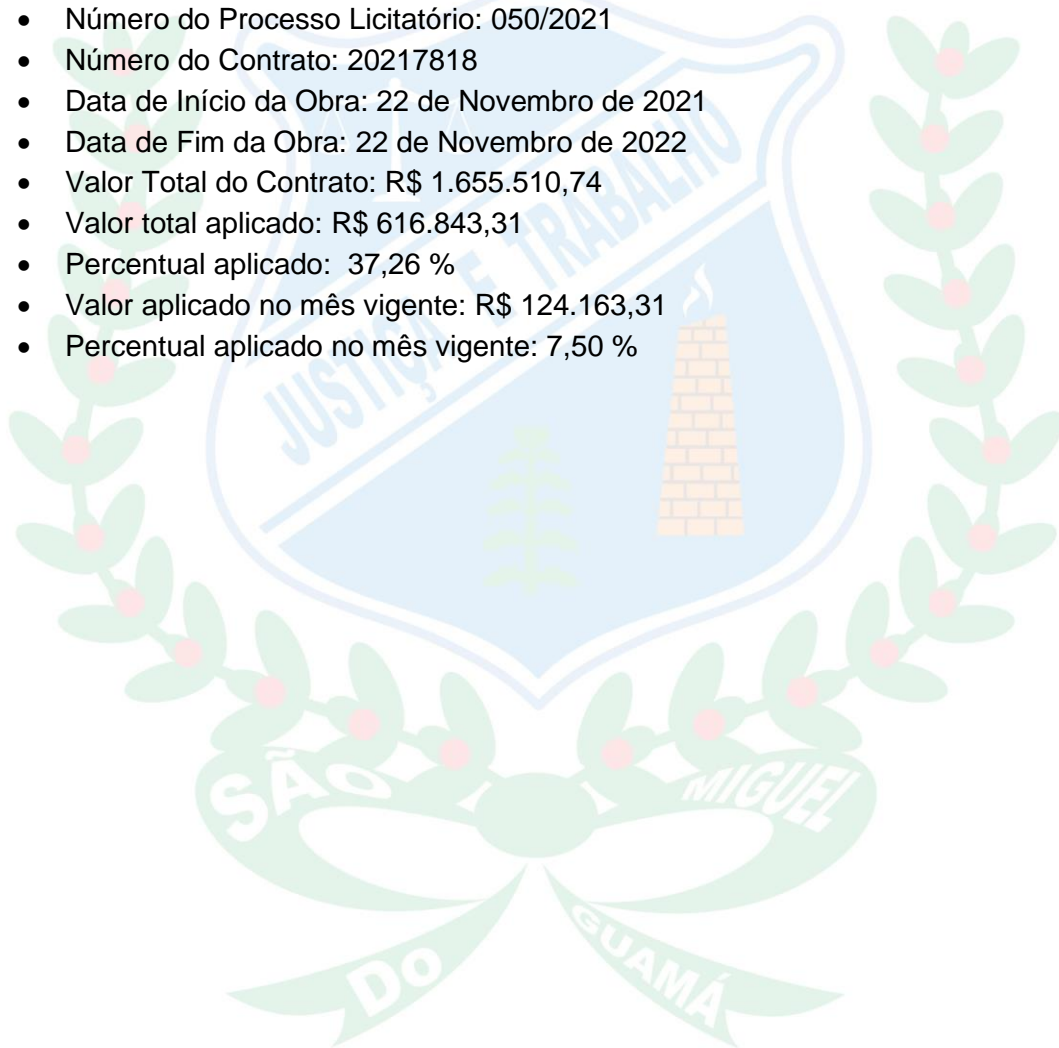 • Número do Processo Licitatório: 050/2021
• Número do Contrato: 20217818
• Data de Início da Obra: 22 de Novembro de 2021
• Data de Fim da Obra: 22 de Novembro de 2022
• Valor Total do Contrato: R$ 1.655.510,74
• Valor total aplicado: R$ 616.843,31
• Percentual aplicado: 37,26 %
• Valor aplicado no mês vigente: R$ 124.163,31
• Percentual aplicado no mês vigente: 7,50 %
JUSTIÇA E TRABALHO
SÃO MIGUEL
DO GUAMÁ